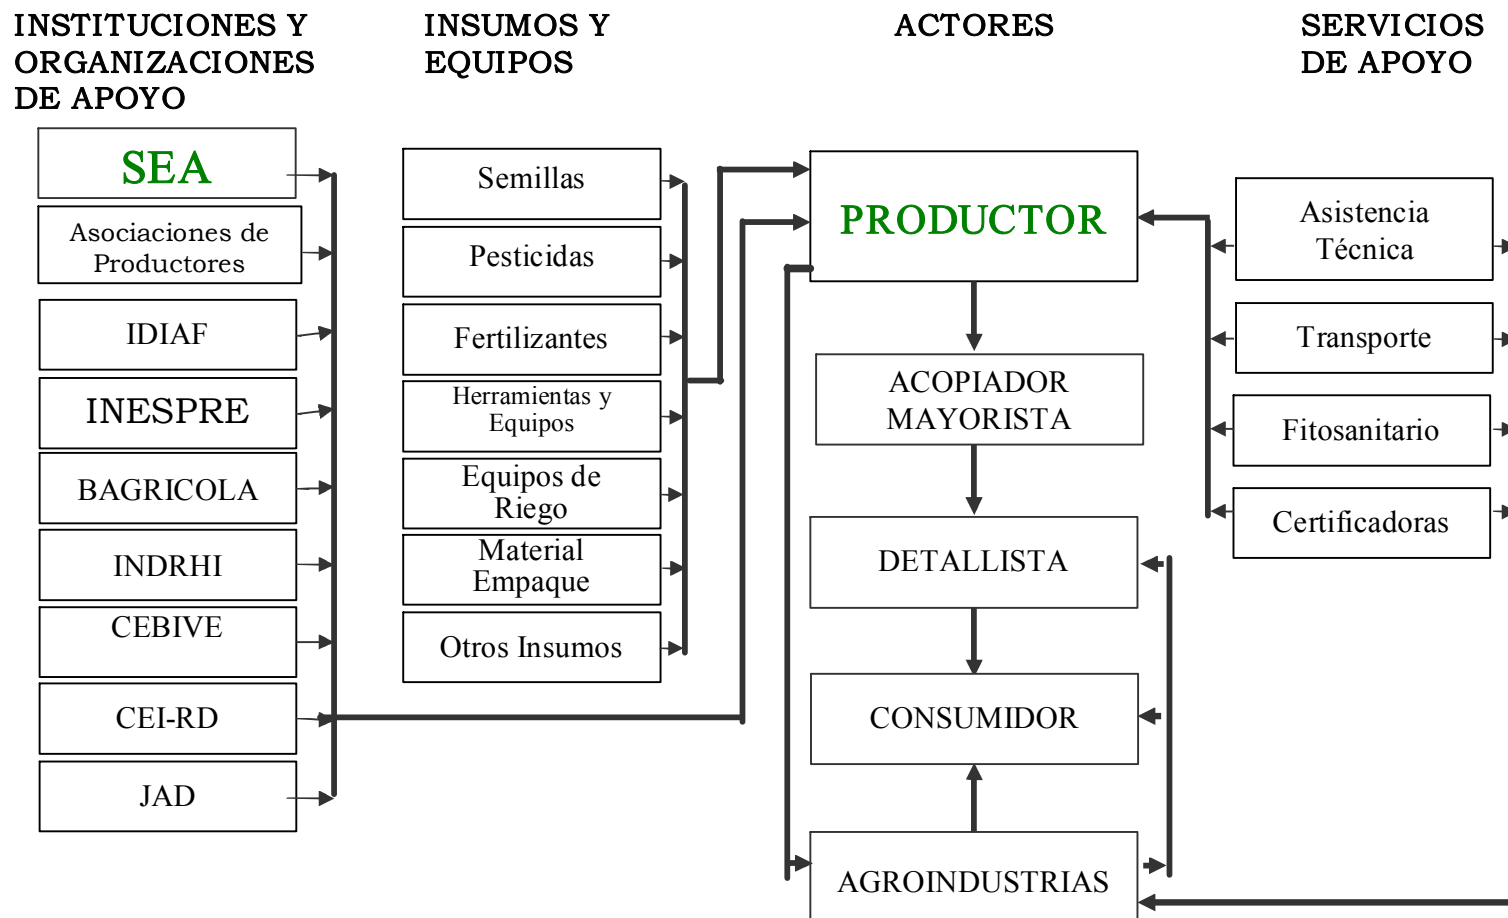 INSTITUCIONES Y
ORGANIZACIONES
DE APOYO
SEA
Asociaciones de
Productores
IDIAF
INESPRE
BAGRICOLA
INDRHI
CEBIVE
CEI-RD
JAD
INSUMOS Y
EQUIPOS
Semillas
Pesticidas
Fertilizantes
Herramientas y
Equipos
Equipos de
Riego
Material
Empaque
Otros Insumos
ACTORES
PRODUCTOR
ACOPIADOR
MAYORISTA
DETALLISTA
CONSUMIDOR
AGROINDUSTRIAS
SERVICIOS
DE APOYO
Asistencia
Técnica
Transporte
Fitosanitario
Certificadoras